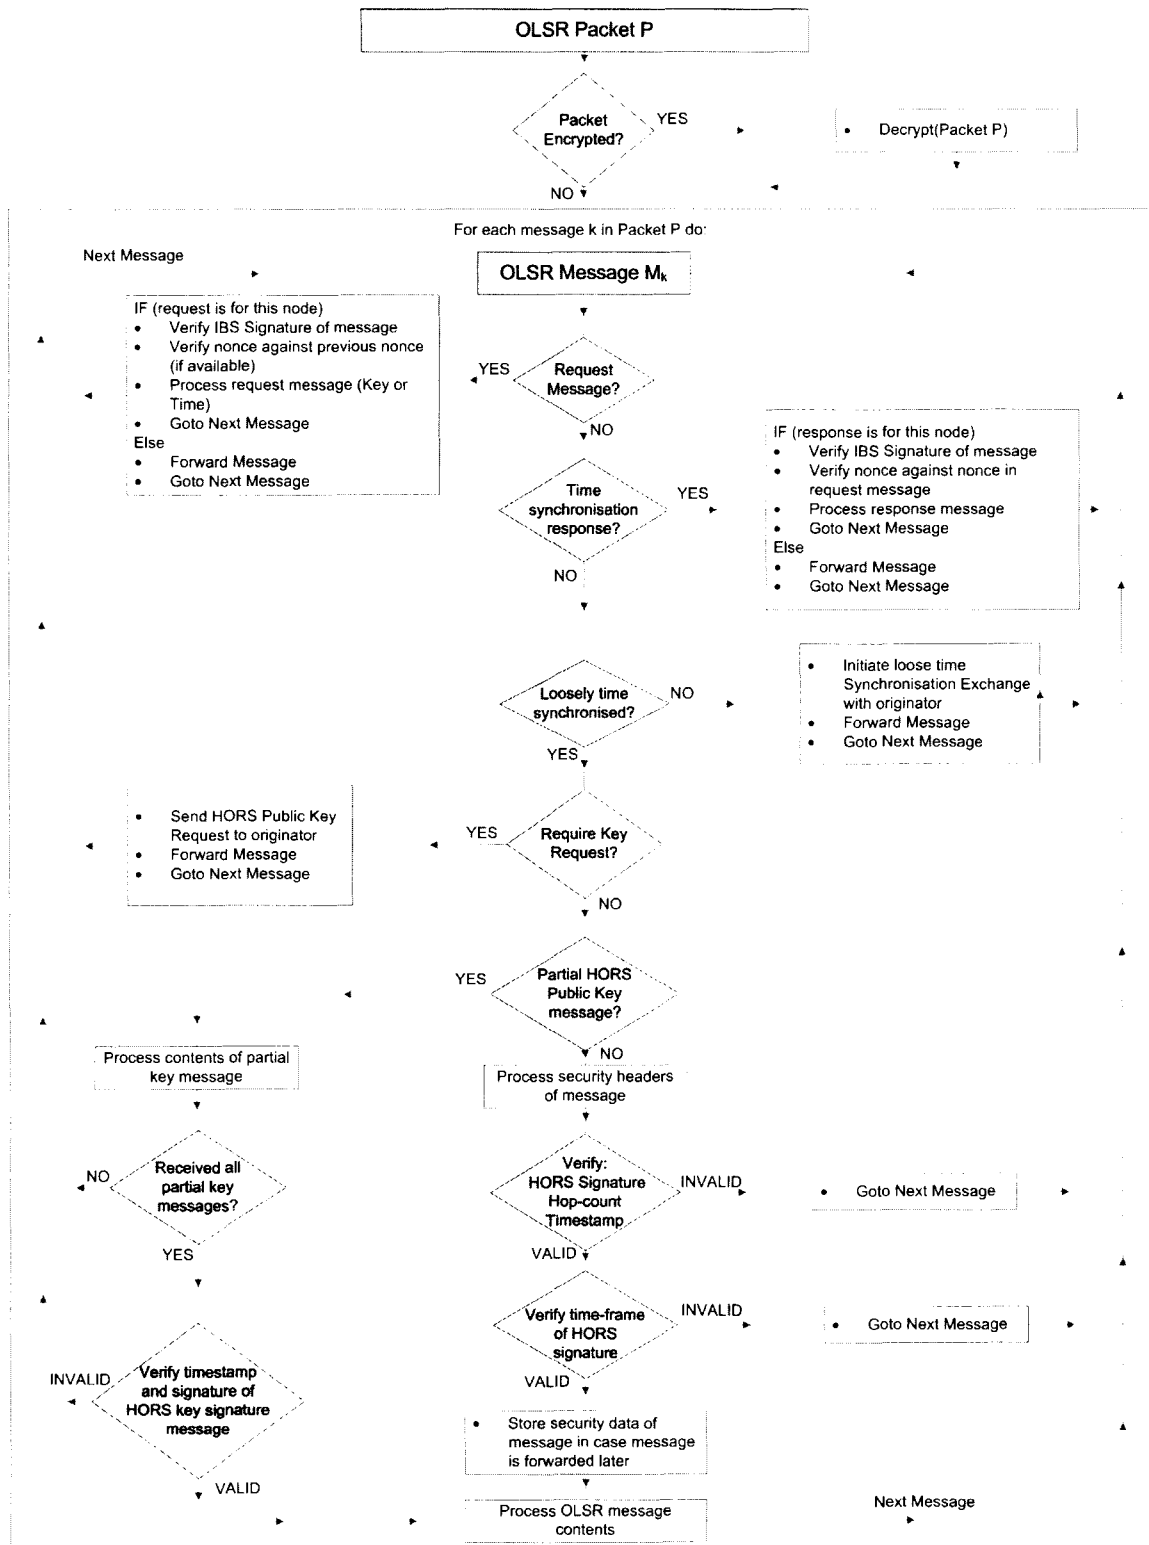 OLSR Packet P
Packet
Encrypted?
YES
• Decrypt(Packet P)
NO
For each message k in Packet P do:
Next Message
OLSR Message Mk
IF (request is for this node)
• Verify IBS Signature of message
• Verify nonce against previous nonce
(if available)
• Process request message (Key or
Time)
• Goto Next Message
Else
• Forward Message
• Goto Next Message
YES
Request
Message?
NO
IF (response is for this node)
• Verify IBS Signature of message
• Verify nonce against nonce in
request message
• Process response message
• Goto Next Message
Else
• Forward Message
• Goto Next Message
Time
synchronisation
response?
YES
NO
Loosely time
synchronised?
NO
• Initiate loose time
Synchronisation Exchange
with originator
• Forward Message
• Goto Next Message
YES
• Send HORS Public Key
Request to originator
• Forward Message
• Goto Next Message
YES
Require Key
Request?
NO
YES
Partial HORS
Public Key
message?
NO
Process contents of partial
key message
Process security headers
of message
NO
Received all
partial key
messages?
YES
Verify:
HORS Signature
Hop-count
Timestamp
INVALID
• Goto Next Message
VALID
Verify time-frame
of HORS
signature
INVALID
• Goto Next Message
VALID
INVALID
Verify timestamp
and signature of
HORS key signature
message
VALID
• Store security data of
message in case message
is forwarded later
Process OLSR message
contents
Next Message